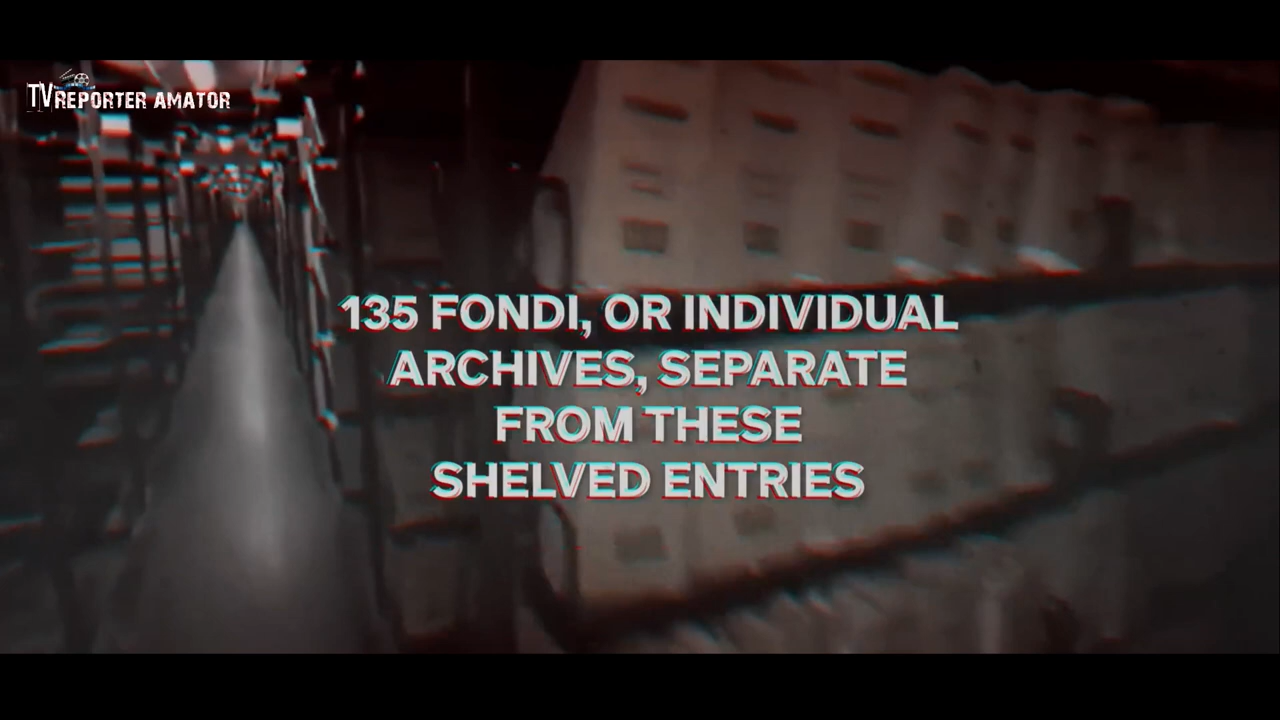 TVREPORTER AMATOR
135 FONDI, OR INDIVIDUAL
ARCHIVES, SEPARATE
FROM THESE
SHELVED ENTRIES